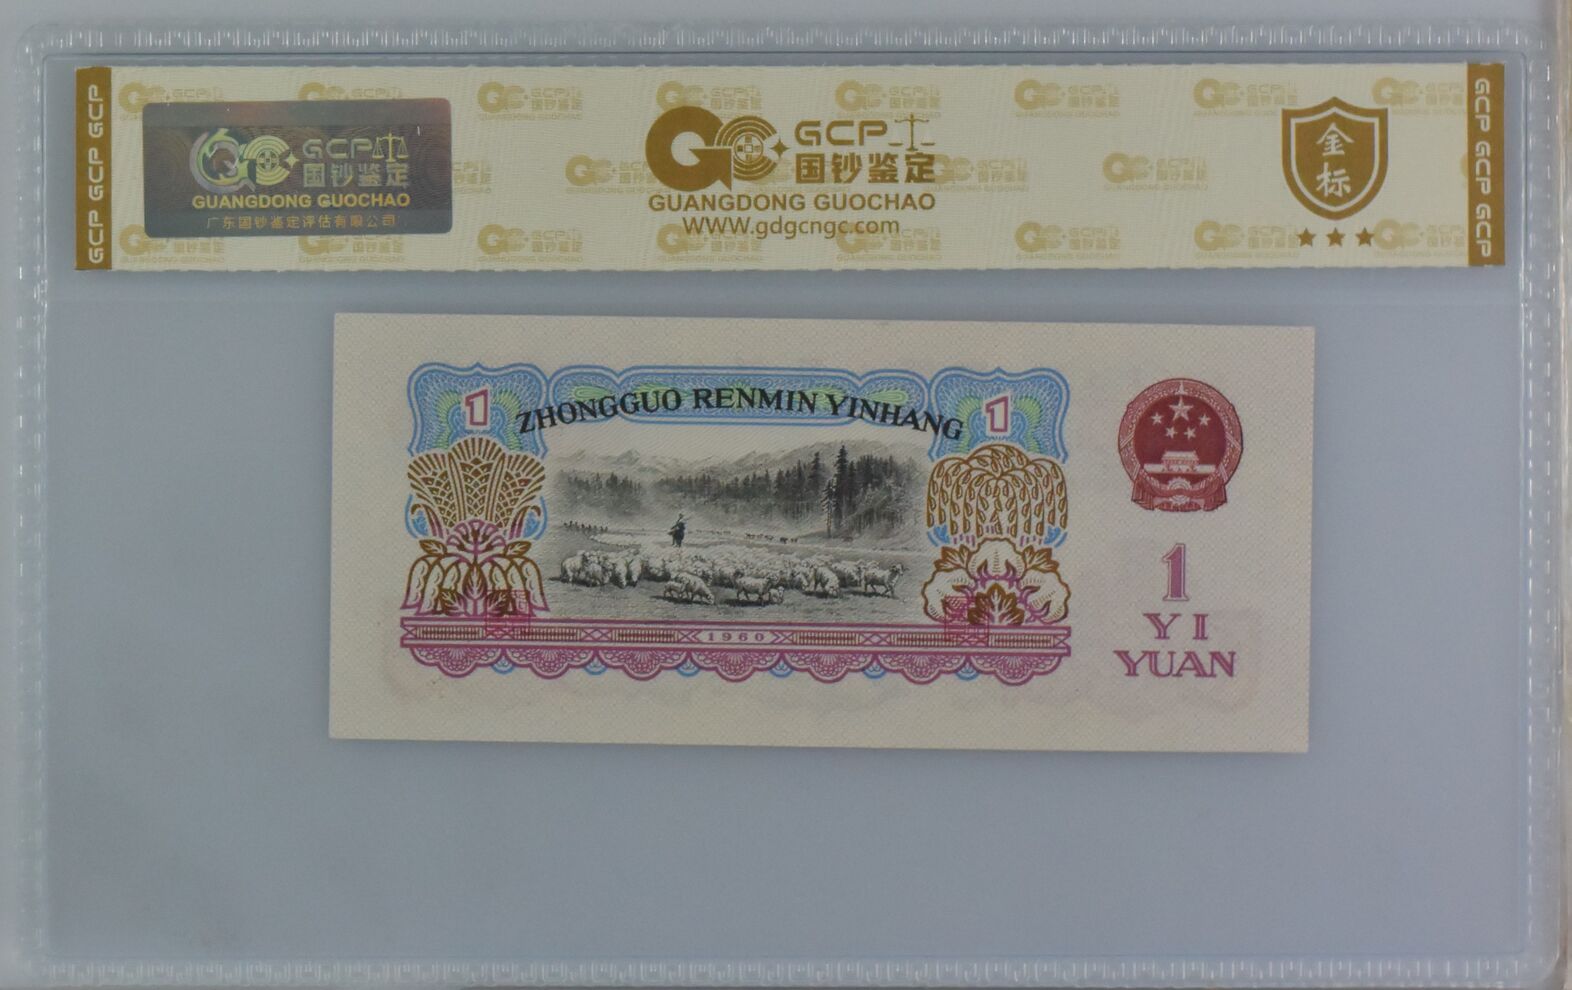 GCP GCP GCP
GCP
国钞鉴定
GUANGDONG GUOCHAO
广东国钞鉴定评估有限公司
GCP
国钞鉴定
GUANGDONG GUOCHAO
WWW.gdgcngc.com
金标
GCP GCP GCP
1
ZHONGGUO RENMIN YINHANG
1
1960
1
YI
YUAN